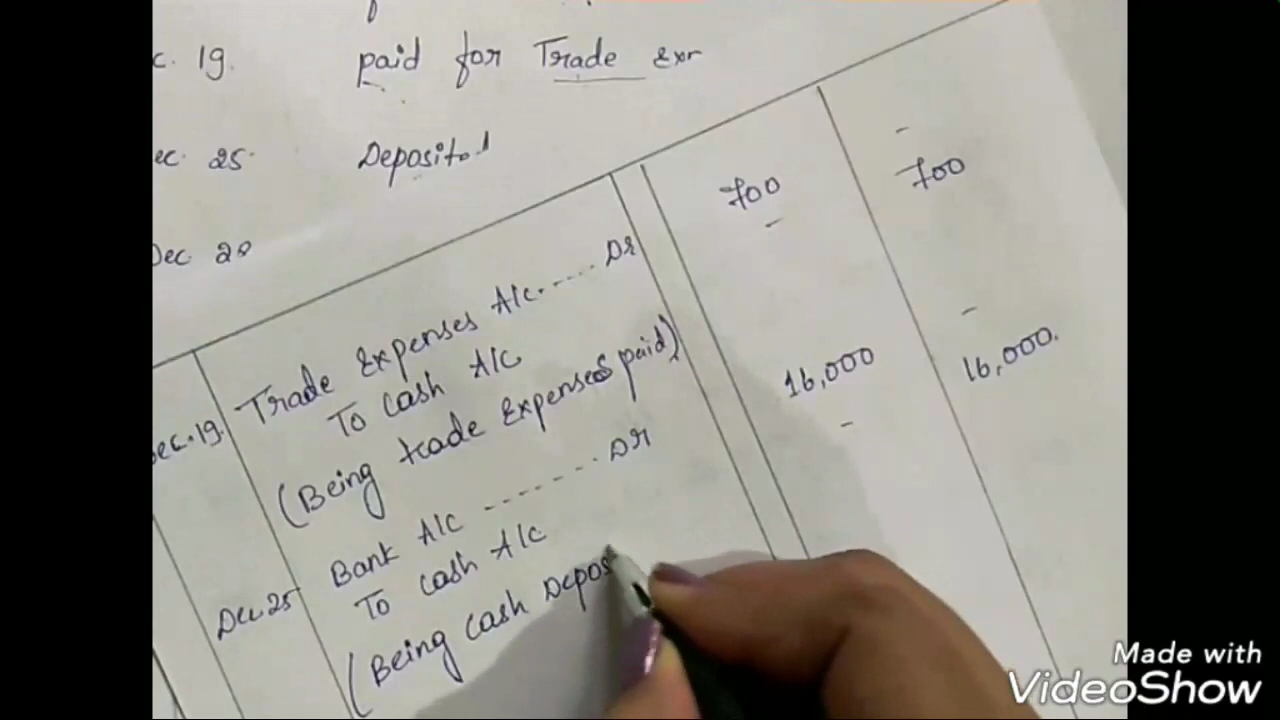 c. 19. paid for Trade Exp
ec. 25. Deposited
Dec 28
700 700
Dec. 19. Trade Expenses A/c......Dr
To cash A/c
(Being trade expenses paid)
16,000 16,000.
Dec. 25 Bank A/c --------Dr
To cash A/c
(Being cash Depos
Made with
VideoShow